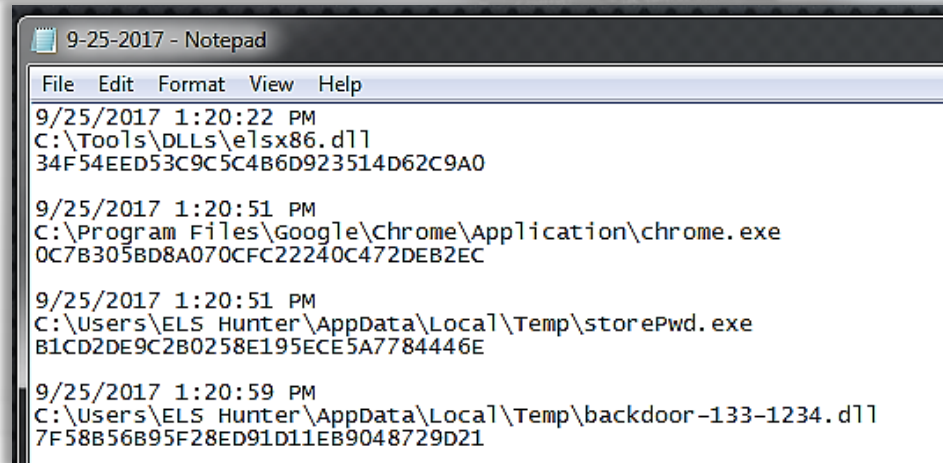 9-25-2017 - Notepad
File Edit Format View Help
9/25/2017 1:20:22 PM
C:\Tools\DLLs\elsx86.dll
34F54EED53C9C5C4B6D923514D62C9A0
9/25/2017 1:20:51 PM
C:\Program Files\Google\Chrome\Application\chrome.exe
0C7B305BD8A070CFC22240C472DEB2EC
9/25/2017 1:20:51 PM
C:\Users\ELS Hunter\AppData\Local\Temp\storePwd.exe
B1CD2DE9C2B0258E195ECE5A7784446E
9/25/2017 1:20:59 PM
C:\Users\ELS Hunter\AppData\Local\Temp\backdoor-133-1234.dll
7F58B56B95F28ED91D11EB9048729D21